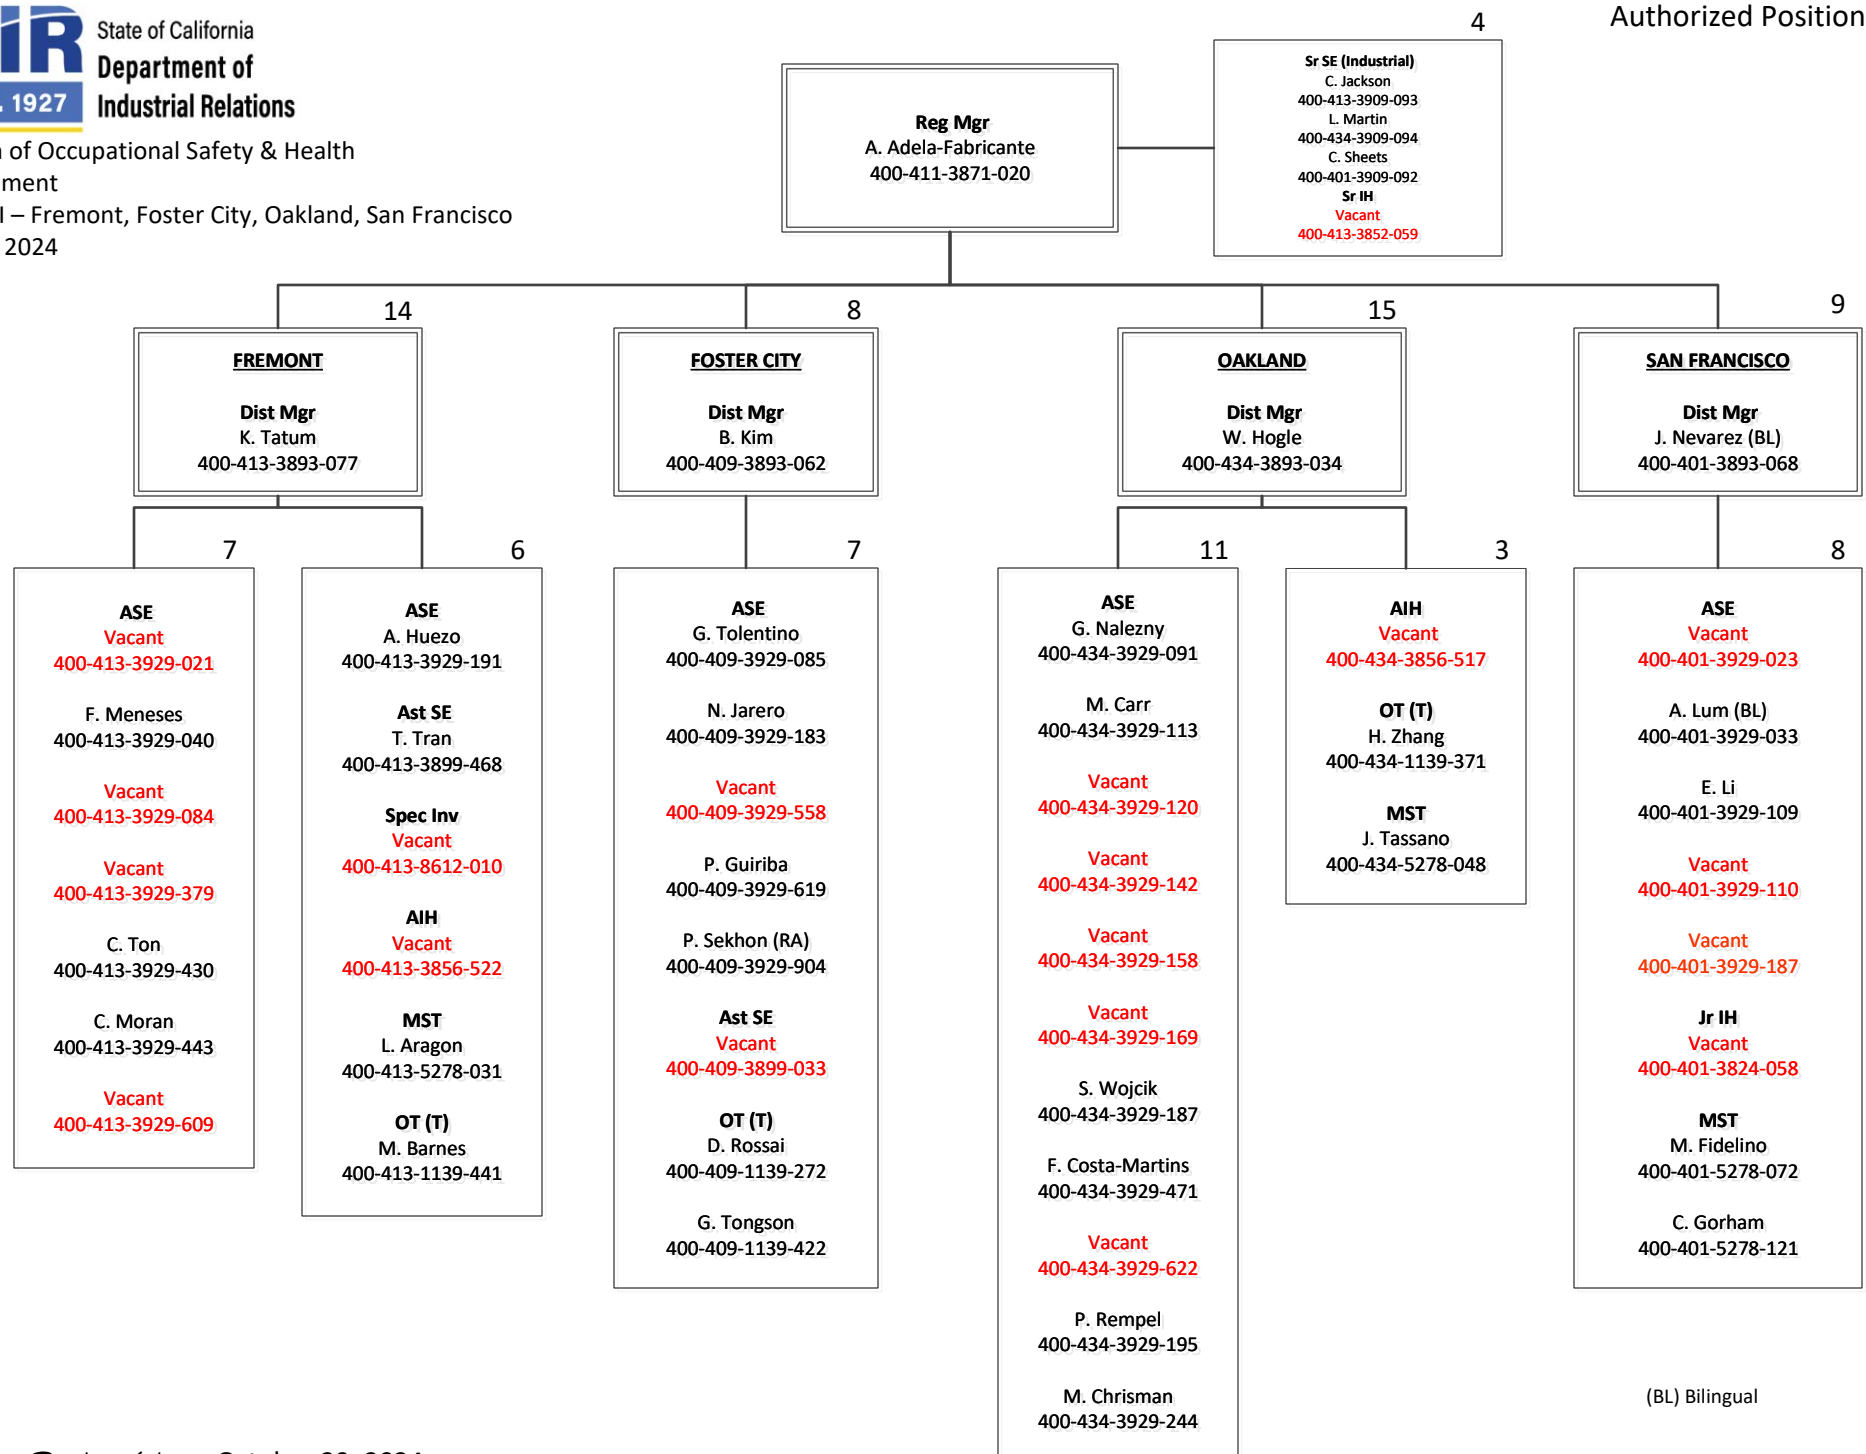 State of California
Department of
Industrial Relations
1927
of Occupational Safety & Health
– Fremont, Foster City, Oakland, San Francisco
2024
Authorized Position
4
Sr SE (Industrial)
C. Jackson
400-413-3909-093
L. Martin
400-434-3909-094
C. Sheets
400-401-3909-092
Sr IH
Vacant
400-413-3852-059
Reg Mgr
A. Adela-Fabricante
400-411-3871-020
14
FREMONT
Dist Mgr
K. Tatum
400-413-3893-077
8
FOSTER CITY
Dist Mgr
B. Kim
400-409-3893-062
15
OAKLAND
Dist Mgr
W. Hogle
400-434-3893-034
9
SAN FRANCISCO
Dist Mgr
J. Nevarez (BL)
400-401-3893-068
7
ASE
Vacant
400-413-3929-021
F. Meneses
400-413-3929-040
Vacant
400-413-3929-084
Vacant
400-413-3929-379
C. Ton
400-413-3929-430
C. Moran
400-413-3929-443
Vacant
400-413-3929-609
6
ASE
A. Huezo
400-413-3929-191
Ast SE
T. Tran
400-413-3899-468
Spec Inv
Vacant
400-413-8612-010
AIH
Vacant
400-413-3856-522
MST
L. Aragon
400-413-5278-031
OT (T)
M. Barnes
400-413-1139-441
7
ASE
G. Tolentino
400-409-3929-085
N. Jarero
400-409-3929-183
Vacant
400-409-3929-558
P. Guiriba
400-409-3929-619
P. Sekhon (RA)
400-409-3929-904
Ast SE
Vacant
400-409-3899-033
OT (T)
D. Rossai
400-409-1139-272
G. Tongson
400-409-1139-422
11
ASE
G. Nalezny
400-434-3929-091
M. Carr
400-434-3929-113
Vacant
400-434-3929-120
Vacant
400-434-3929-142
Vacant
400-434-3929-158
Vacant
400-434-3929-169
S. Wojcik
400-434-3929-187
F. Costa-Martins
400-434-3929-471
Vacant
400-434-3929-622
P. Rempel
400-434-3929-195
M. Chrisman
400-434-3929-244
3
AIH
Vacant
400-434-3856-517
OT (T)
H. Zhang
400-434-1139-371
MST
J. Tassano
400-434-5278-048
8
ASE
Vacant
400-401-3929-023
A. Lum (BL)
400-401-3929-033
E. Li
400-401-3929-109
Vacant
400-401-3929-110
Vacant
400-401-3929-187
Jr IH
Vacant
400-401-3824-058
MST
M. Fidelino
400-401-5278-072
C. Gorham
400-401-5278-121
(BL) Bilingual